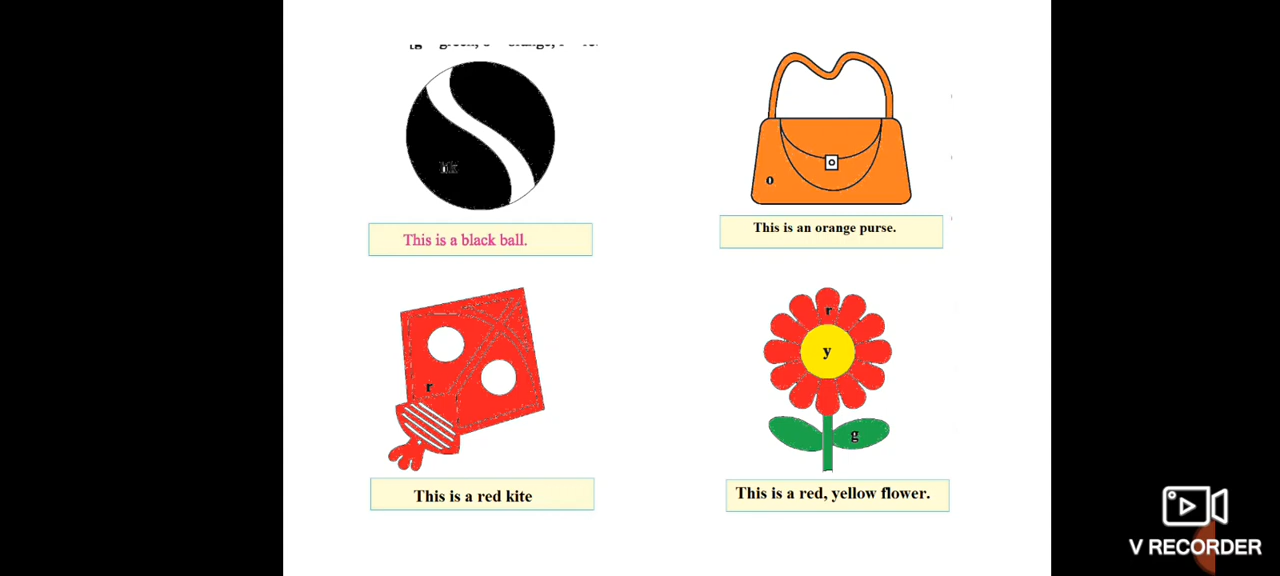 bk
o
o
This is a black ball.
This is an orange purse.
r
r
y
g
This is a red kite
This is a red, yellow flower.
V RECORDER